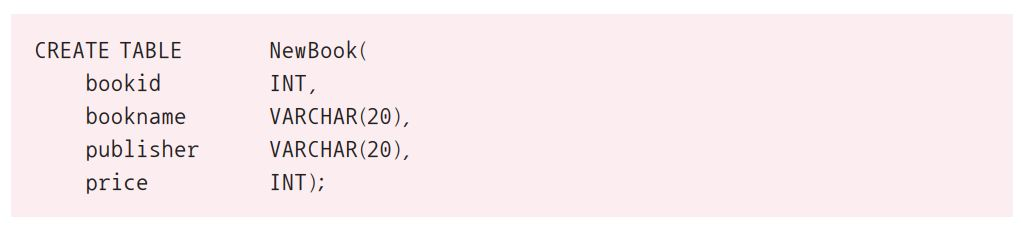 CREATE TABLE NewBook(
bookid INT,
bookname VARCHAR(20),
publisher VARCHAR(20),
price INT);